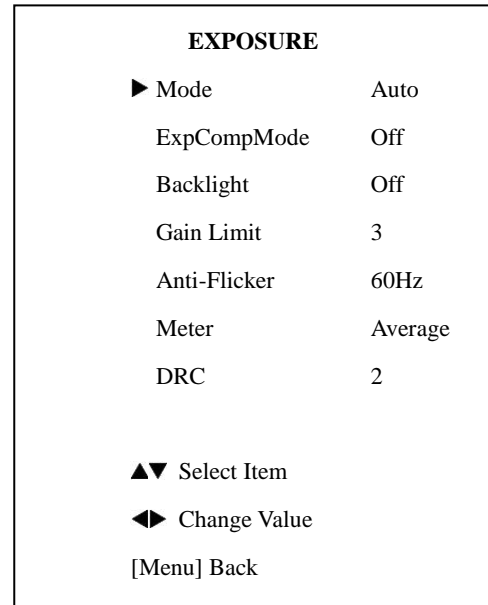 EXPOSURE
▶ Mode Auto
ExpCompMode Off
Backlight Off
Gain Limit 3
Anti-Flicker 60Hz
Meter Average
DRC 2
▲▼ Select Item
◀▶ Change Value
[Menu] Back